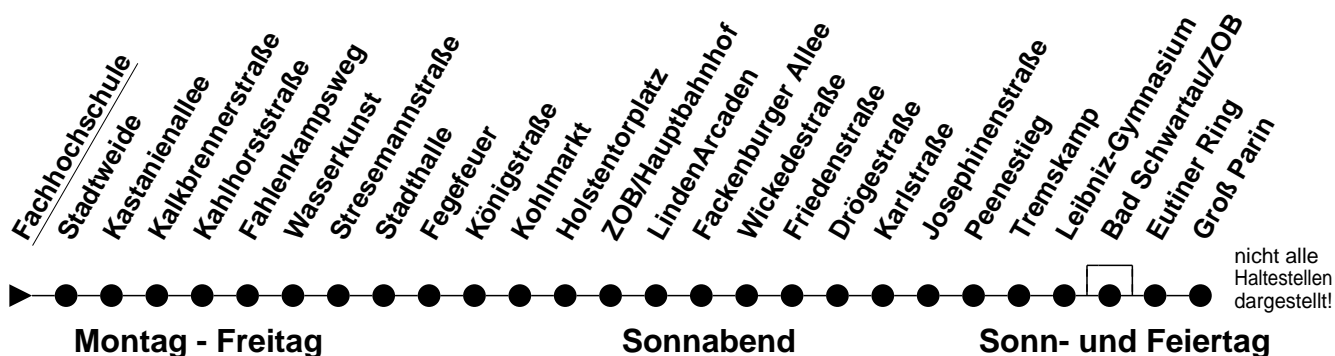 Fachhochschule
Stadtweide
Kastanienallee
Kalkbrennerstraße
Kahlhorststraße
Fahlenkampsweg
Wasserkunst
Stresemannstraße
Stadthalle
Fegefeuer
Königstraße
Kohlmarkt
Holstentorplatz
ZOB/Hauptbahnhof
LindenArcaden
Fackenburger Allee
Wickedestraße
Friedenstraße
Drögestraße
Karlstraße
Josephinenstraße
Peenestieg
Tremskamp
Leibniz-Gymnasium
Bad Schwartau/ZOB
Eutiner Ring
Groß Parin
nicht alle
Haltestellen
dargestellt!
Montag - Freitag
Sonnabend
Sonn- und Feiertag